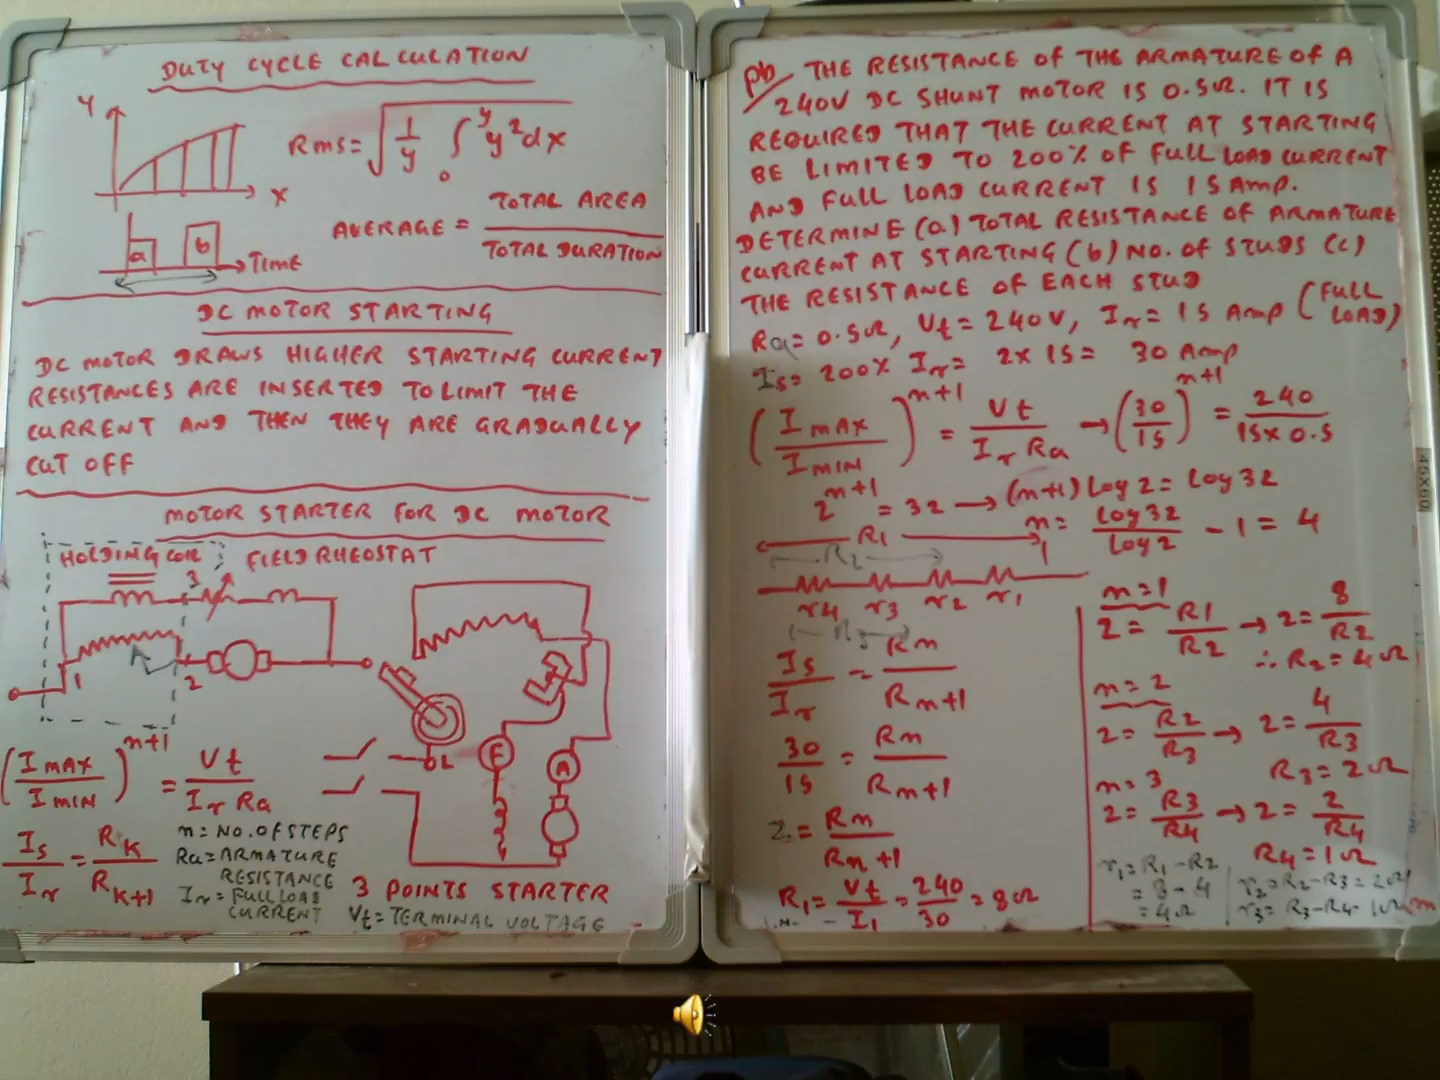 DUTY CYCLE CALCULATION
Y
X
Rms = √ 1/y ∫₀^y y²dx
a
b
TIME
AVERAGE = TOTAL AREA / TOTAL DURATION
DC MOTOR STARTING
DC MOTOR DRAWS HIGHER STARTING CURRENT
RESISTANCES ARE INSERTED TO LIMIT THE
CURRENT AND THEN THEY ARE GRADUALLY
CUT OFF
MOTOR STARTER FOR DC MOTOR
HOLDING COIL
FIELD RHEOSTAT
3
1
2
L
F
A
(I MAX / I MIN)^n+1 = Vt / Ir Ra
Is / Ir = RK / RK+1
n = NO. OF STEPS
Ra = ARMATURE
RESISTANCE
Ir = FULL LOAD
CURRENT
3 POINTS STARTER
Vt = TERMINAL VOLTAGE
pb/ THE RESISTANCE OF THE ARMATURE OF A
240V DC SHUNT MOTOR IS 0.5Ω. IT IS
REQUIRED THAT THE CURRENT AT STARTING
BE LIMITED TO 200% OF FULL LOAD CURRENT
AND FULL LOAD CURRENT IS 15 AMP.
DETERMINE (a) TOTAL RESISTANCE OF ARMATURE
CURRENT AT STARTING (b) NO. OF STUDS (c)
THE RESISTANCE OF EACH STUD
Ra = 0.5Ω, Vt = 240V, Ir = 15 Amp (FULL LOAD)
Is = 200% Ir = 2x 15 = 30 Amp
(I MAX / I MIN)^n+1 = Vt / Ir Ra → (30/15)^n+1 = 240 / 15x 0.5
2^n+1 = 32 → (n+1) Log 2 = Log 32
n = Log 32 / Log 2 - 1 = 4
R1
R2
r4 r3 r2 r1
R3
Is / Ir = Rn / Rn+1
30 / 15 = Rn / Rn+1
2 = Rn / Rn+1
R1 = Vt / I1 = 240 / 30 = 8Ω
n=1
2 = R1 / R2 → 2 = 8 / R2
∴ R2 = 4Ω
n=2
2 = R2 / R3 → 2 = 4 / R3
R3 = 2Ω
n=3
2 = R3 / R4 → 2 = 2 / R4
R4 = 1Ω
r1 = R1 - R2
= 8 - 4
= 4Ω
r2 = R2 - R3 = 2Ω
r3 = R3 - R4 = 1Ω
45X60